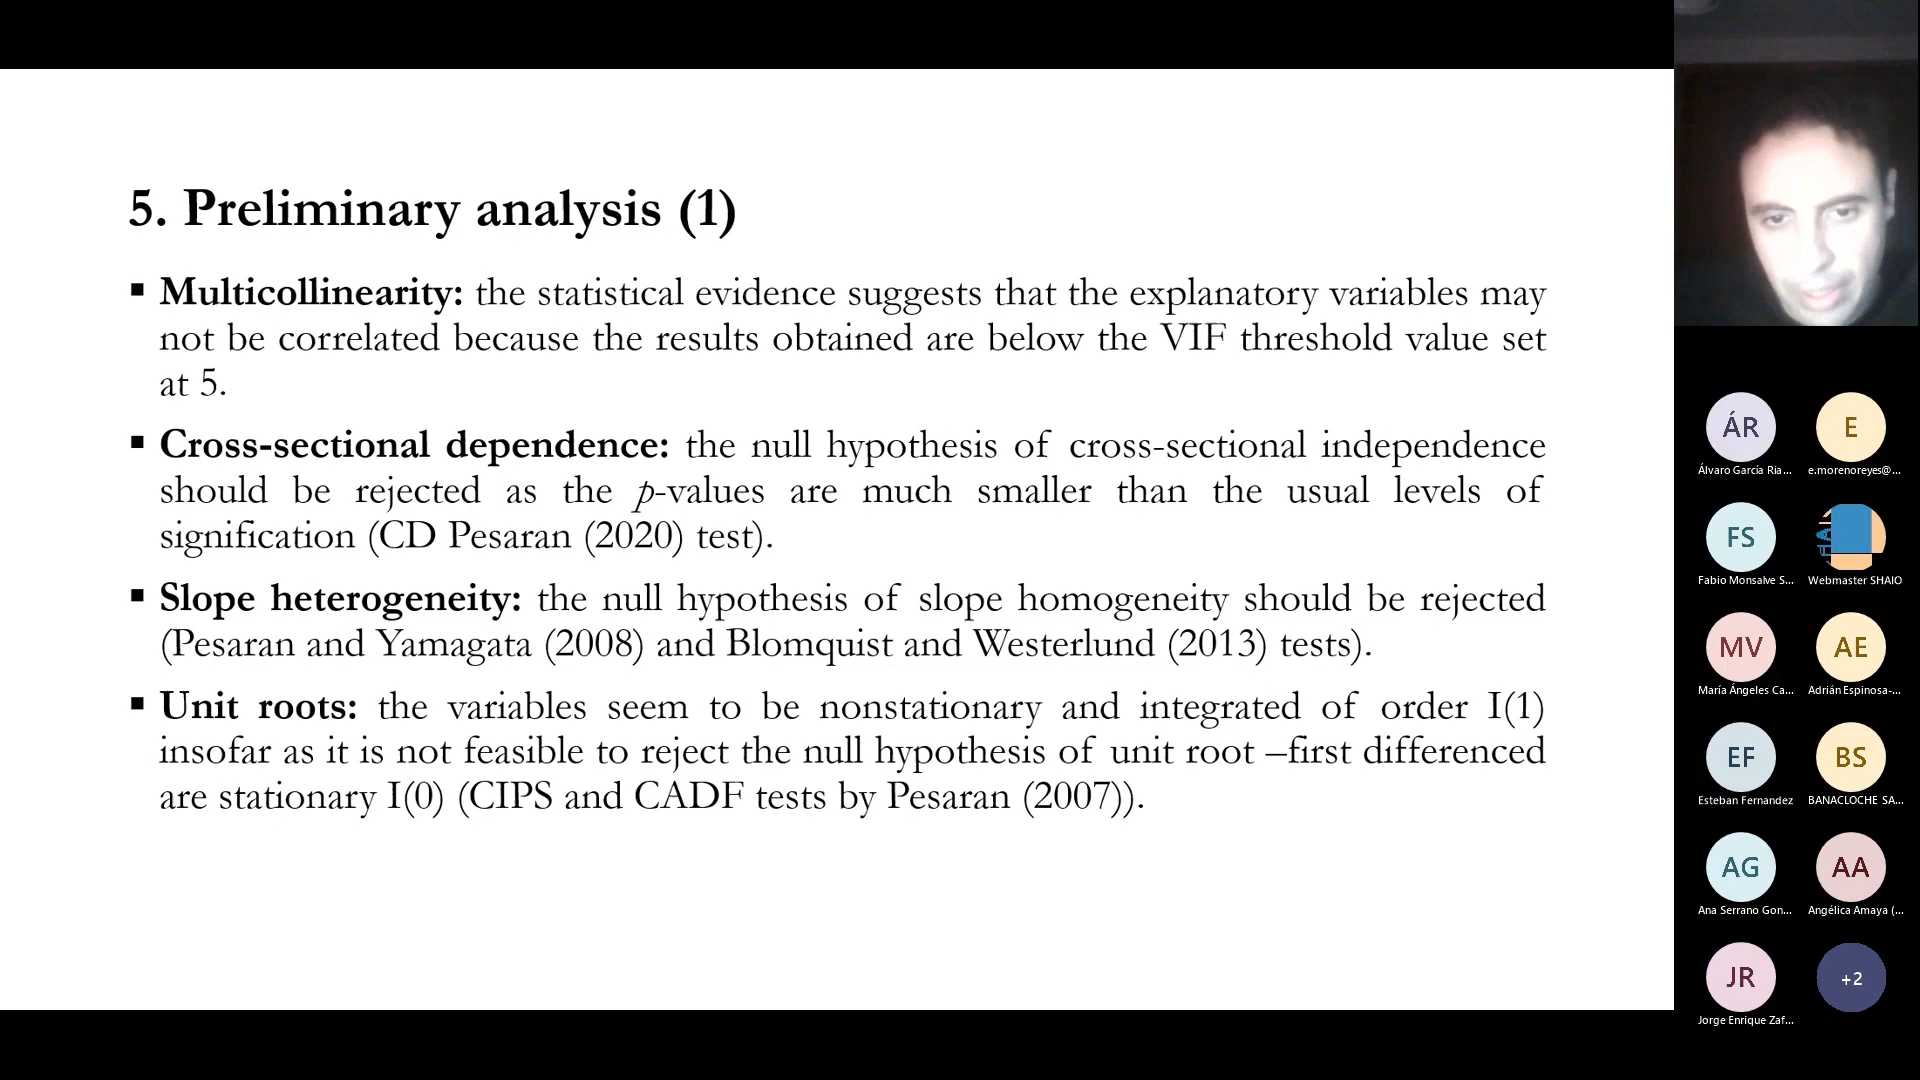 5. Preliminary analysis (1)
▪ Multicollinearity: the statistical evidence suggests that the explanatory variables may
not be correlated because the results obtained are below the VIF threshold value set
at 5.
▪ Cross-sectional dependence: the null hypothesis of cross-sectional independence
should be rejected as the p-values are much smaller than the usual levels of
signification (CD Pesaran (2020) test).
▪ Slope heterogeneity: the null hypothesis of slope homogeneity should be rejected
(Pesaran and Yamagata (2008) and Blomquist and Westerlund (2013) tests).
▪ Unit roots: the variables seem to be nonstationary and integrated of order I(1)
insofar as it is not feasible to reject the null hypothesis of unit root –first differenced
are stationary I(0) (CIPS and CADF tests by Pesaran (2007)).
ÁR
E
Álvaro García Ria...
e.morenoreyes@...
FS
Fabio Monsalve S...
Webmaster SHAIO
MV
AE
María Ángeles Ca...
Adrián Espinosa-...
EF
BS
Esteban Fernandez
BANACLOCHE SA...
AG
AA
Ana Serrano Gon...
Angélica Amaya (...
JR
+2
Jorge Enrique Zaf...